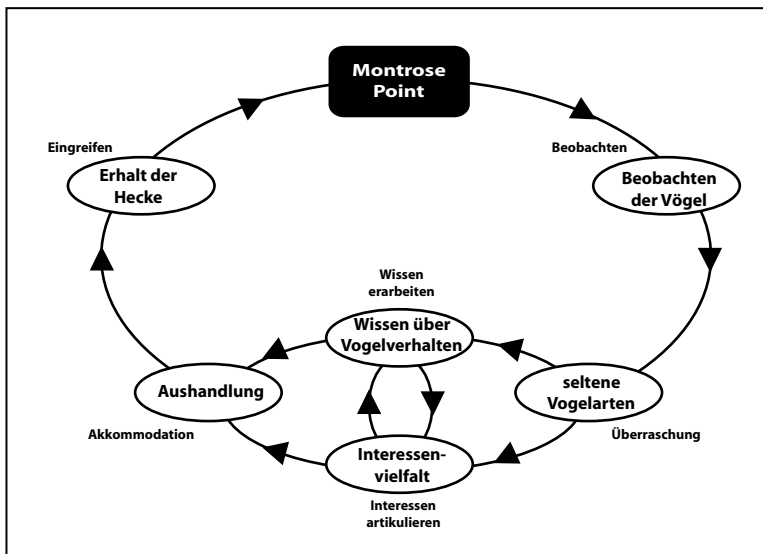 Montrose
Point
Eingreifen
Erhalt der
Hecke
Beobachten
Beobachten
der Vögel
Wissen
erarbeiten
Wissen über
Vogelverhalten
Aushandlung
Akkommodation
seltene
Vogelarten
Überraschung
Interessen-
vielfalt
Interessen
artikulieren